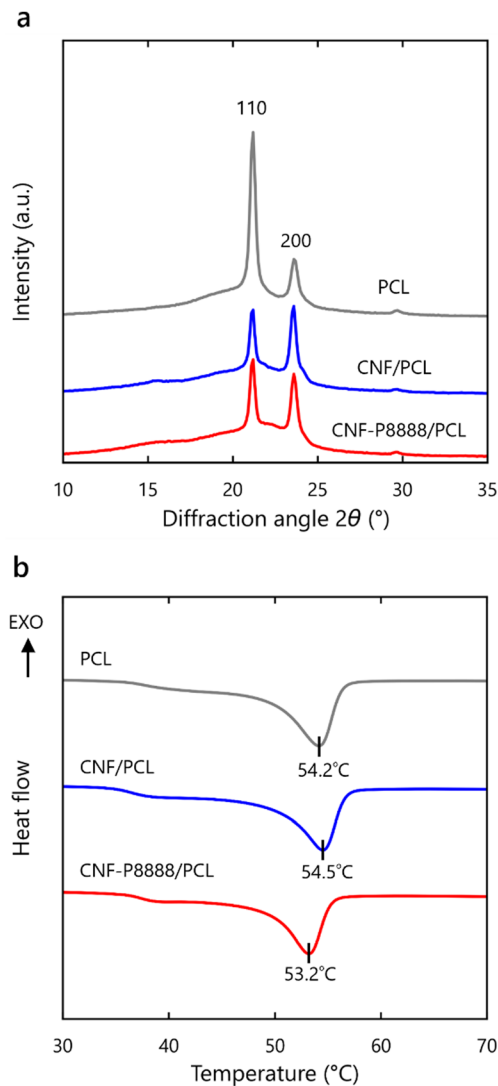 a
110
200
PCL
CNF/PCL
CNF-P8888/PCL
Intensity (a.u.)
10 15 20 25 30 35
Diffraction angle 2θ (°)
b
EXO
PCL
54.2°C
CNF/PCL
54.5°C
CNF-P8888/PCL
53.2°C
Heat flow
30 40 50 60 70
Temperature (°C)